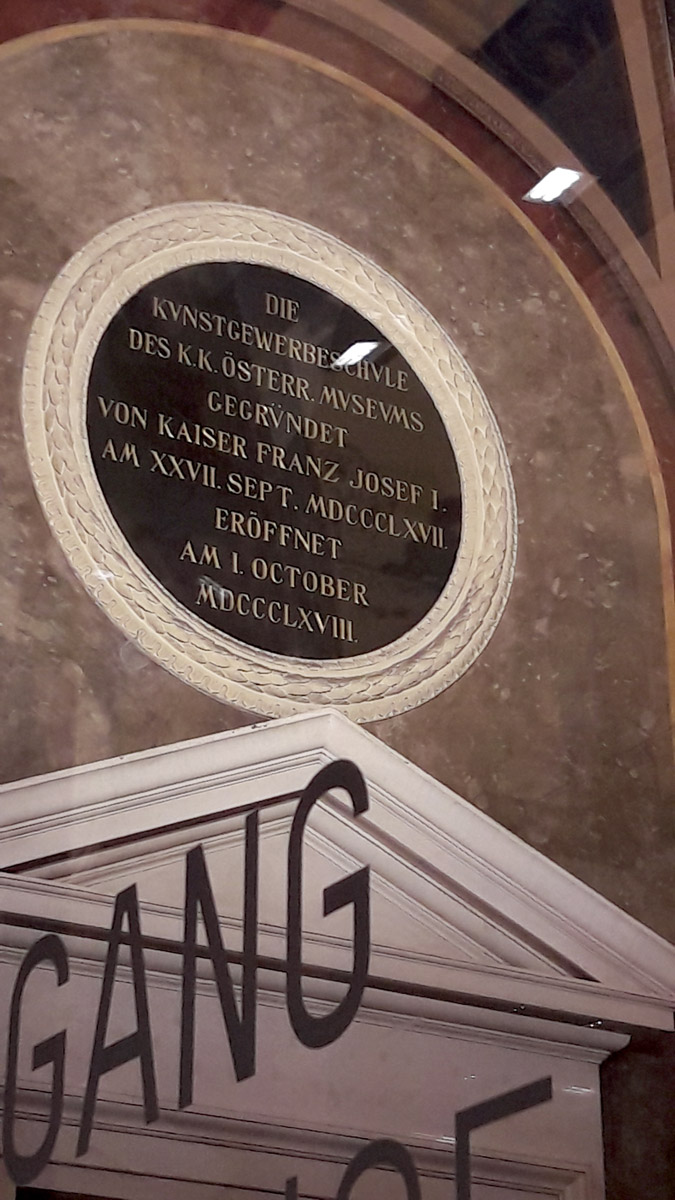 DIE
KVNSTGEWERBESCHVLE
DES K.K. ÖSTERR. MVSEVMS
GEGRÜNDET
VON KAISER FRANZ JOSEF I.
AM XXVII. SEPT. MDCCCLXVII.
ERÖFFNET
AM I. OCTOBER
MDCCCLXVIII.
GANG